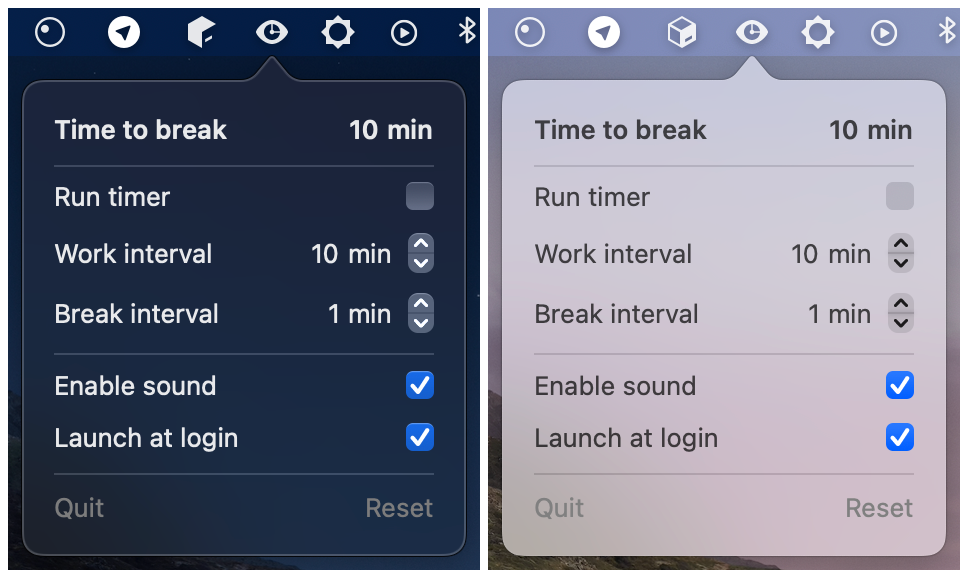 Time to break 10 min
Run timer
Work interval 10 min
Break interval 1 min
Enable sound
Launch at login
Quit Reset
Time to break 10 min
Run timer
Work interval 10 min
Break interval 1 min
Enable sound
Launch at login
Quit Reset